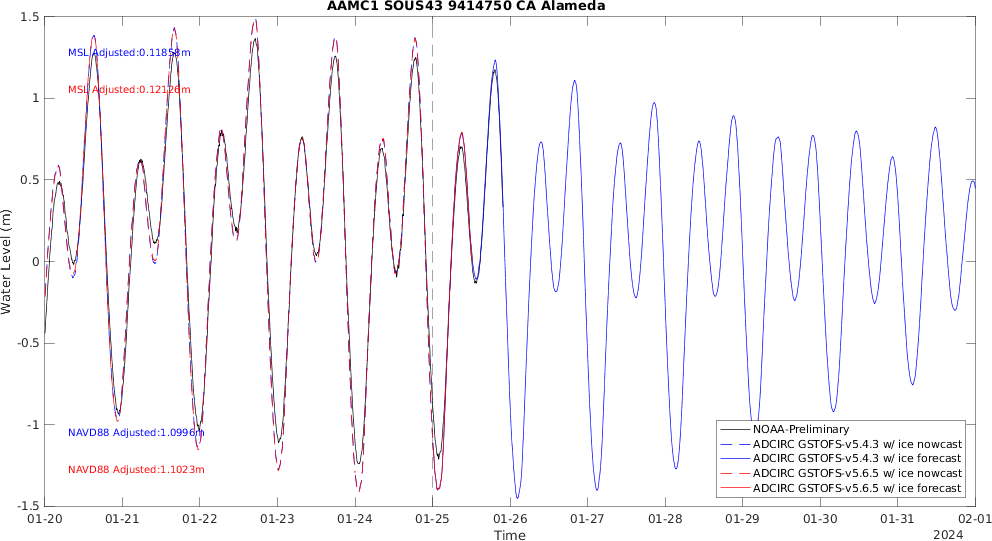 AAMC1 SOUS43 9414750 CA Alameda
1.5
1
0.5
0
-0.5
-1
-1.5
Water Level (m)
MSL Adjusted:0.11858m
MSL Adjusted:0.12126m
NAVD88 Adjusted:1.0996m
NAVD88 Adjusted:1.1023m
NOAA-Preliminary
ADCIRC GSTOFS-v5.4.3 w/ ice nowcast
ADCIRC GSTOFS-v5.4.3 w/ ice forecast
ADCIRC GSTOFS-v5.6.5 w/ ice nowcast
ADCIRC GSTOFS-v5.6.5 w/ ice forecast
01-20 01-21 01-22 01-23 01-24 01-25 01-26 01-27 01-28 01-29 01-30 01-31 02-01
Time
2024